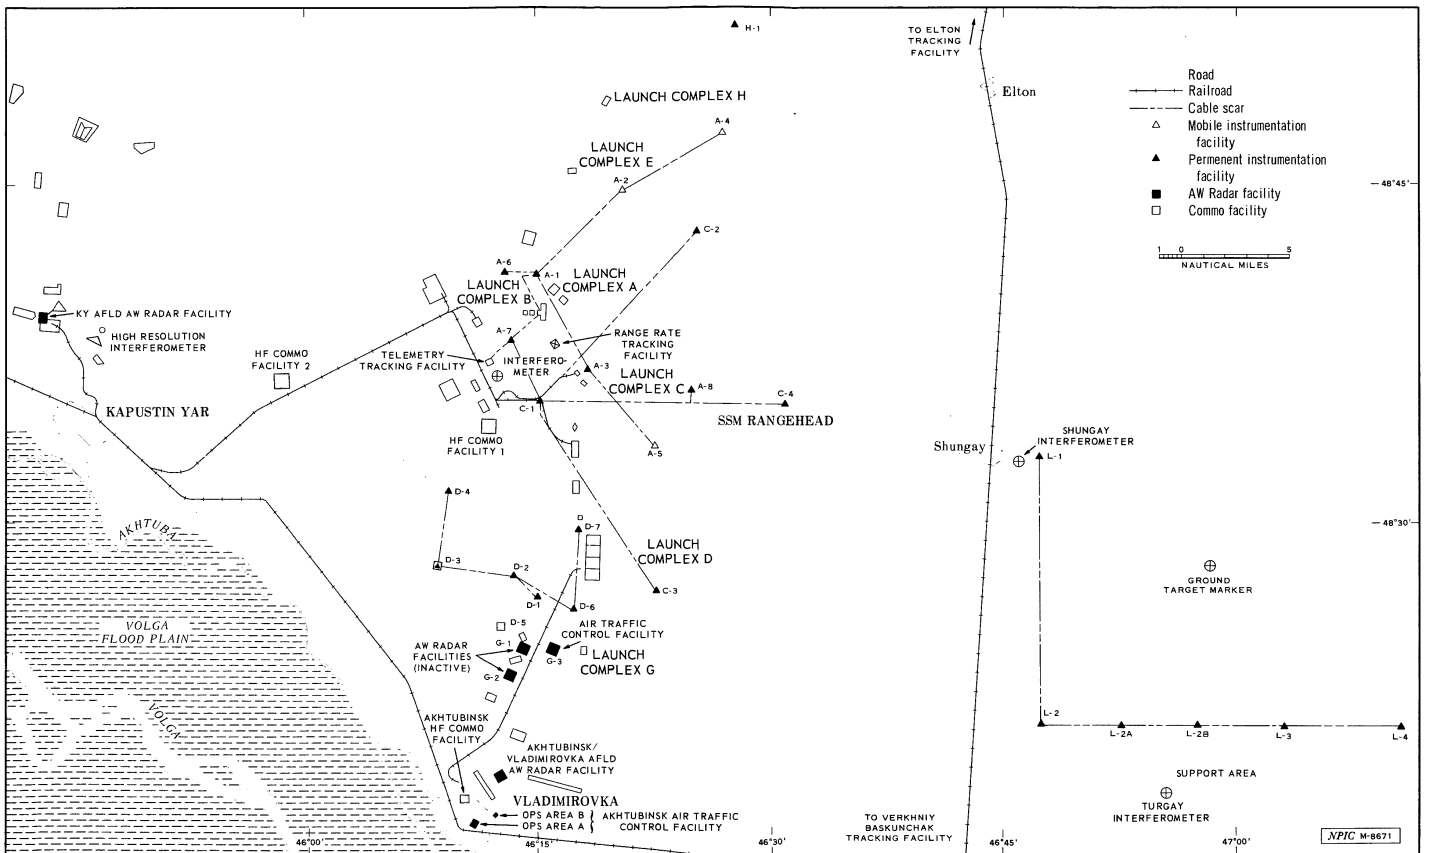 H-1
TO ELTON
TRACKING
FACILITY
Elton
LAUNCH COMPLEX H
A-4
LAUNCH
COMPLEX E
A-2
C-2
Road
Railroad
Cable scar
Mobile instrumentation
facility
Permenent instrumentation
facility
AW Radar facility
Commo facility
48°45'
1 0 5
NAUTICAL MILES
A-6
A-1
LAUNCH
COMPLEX B
LAUNCH
COMPLEX A
KY AFLD AW RADAR FACILITY
HIGH RESOLUTION
INTERFEROMETER
HF COMMO
FACILITY 2
A-7
TELEMETRY
TRACKING FACILITY
INTERFERO-
METER
RANGE RATE
TRACKING
FACILITY
A-3
LAUNCH
COMPLEX C
A-8
C-4
C-1
SSM RANGEHEAD
KAPUSTIN YAR
HF COMMO
FACILITY 1
A-5
Shungay
SHUNGAY
INTERFEROMETER
L-1
D-4
AKHTUBA
D-7
48°30'
LAUNCH
COMPLEX D
D-3
D-2
D-1
D-6
C-3
GROUND
TARGET MARKER
VOLGA
FLOOD PLAIN
D-5
AIR TRAFFIC
CONTROL FACILITY
AW RADAR
FACILITIES
(INACTIVE)
G-1
G-3
G-2
LAUNCH
COMPLEX G
VOLGA
AKHTUBINSK
HF COMMO
FACILITY
L-2
L-2A
L-2B
L-3
L-4
AKHTUBINSK/
VLADIMIROVKA AFLD
AW RADAR FACILITY
SUPPORT AREA
VLADIMIROVKA
OPS AREA B
OPS AREA A
AKHTUBINSK AIR TRAFFIC
CONTROL FACILITY
TURGAY
INTERFEROMETER
TO VERKHNIY
BASKUNCHAK
TRACKING FACILITY
46°00'
46°15'
46°30'
46°45'
47°00'
NPIC M-8671